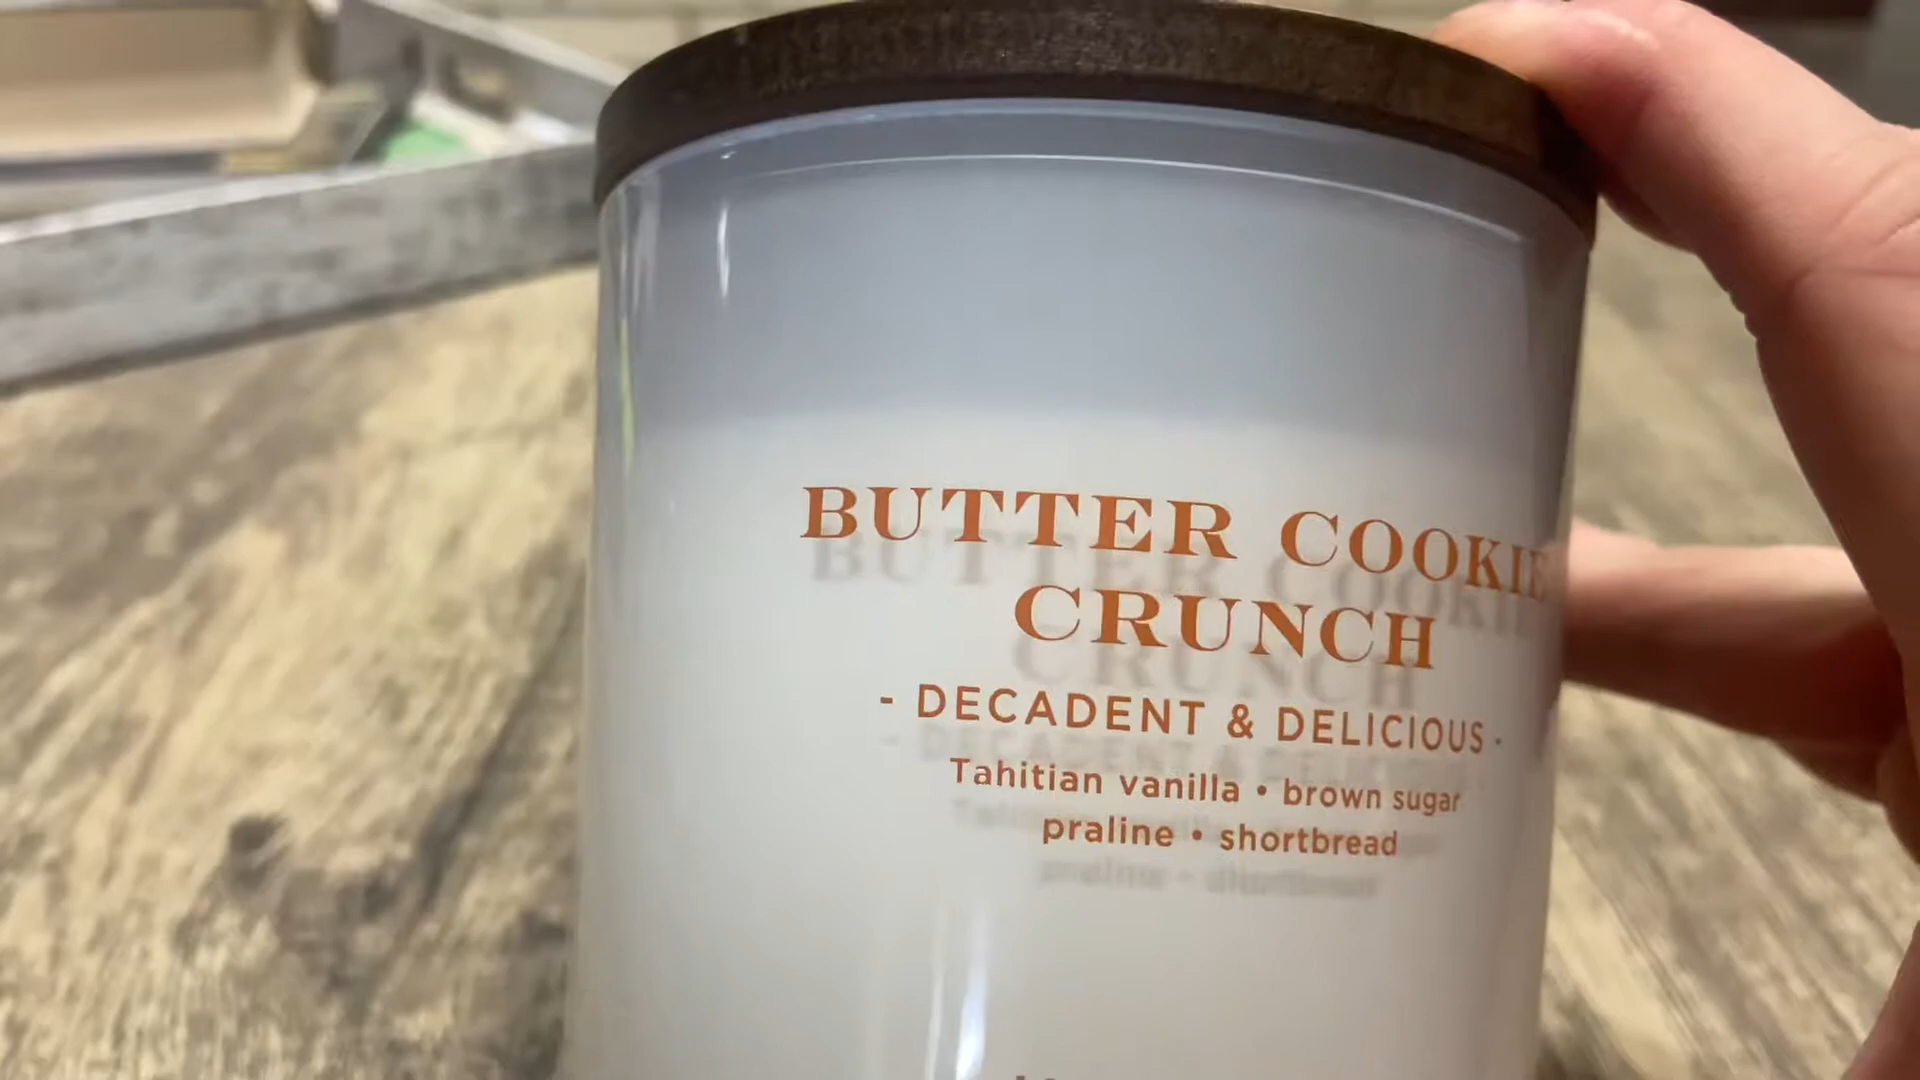 BUTTER COOKIE
CRUNCH
- DECADENT & DELICIOUS -
Tahitian vanilla • brown sugar
praline • shortbread